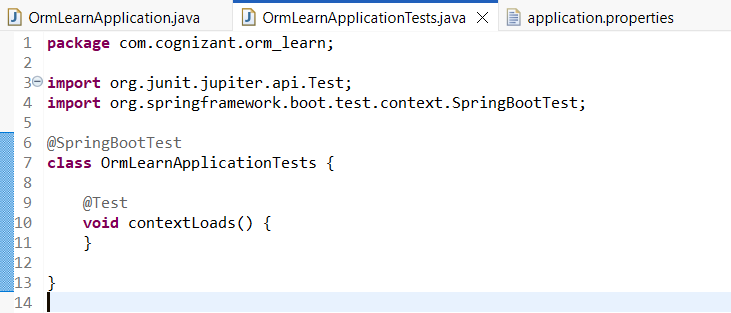 OrmLearnApplication.java OrmLearnApplicationTests.java application.properties
1 package com.cognizant.orm_learn;
2
3 import org.junit.jupiter.api.Test;
4 import org.springframework.boot.test.context.SpringBootTest;
5
6 @SpringBootTest
7 class OrmLearnApplicationTests {
8
9     @Test
10     void contextLoads() {
11     }
12
13 }
14